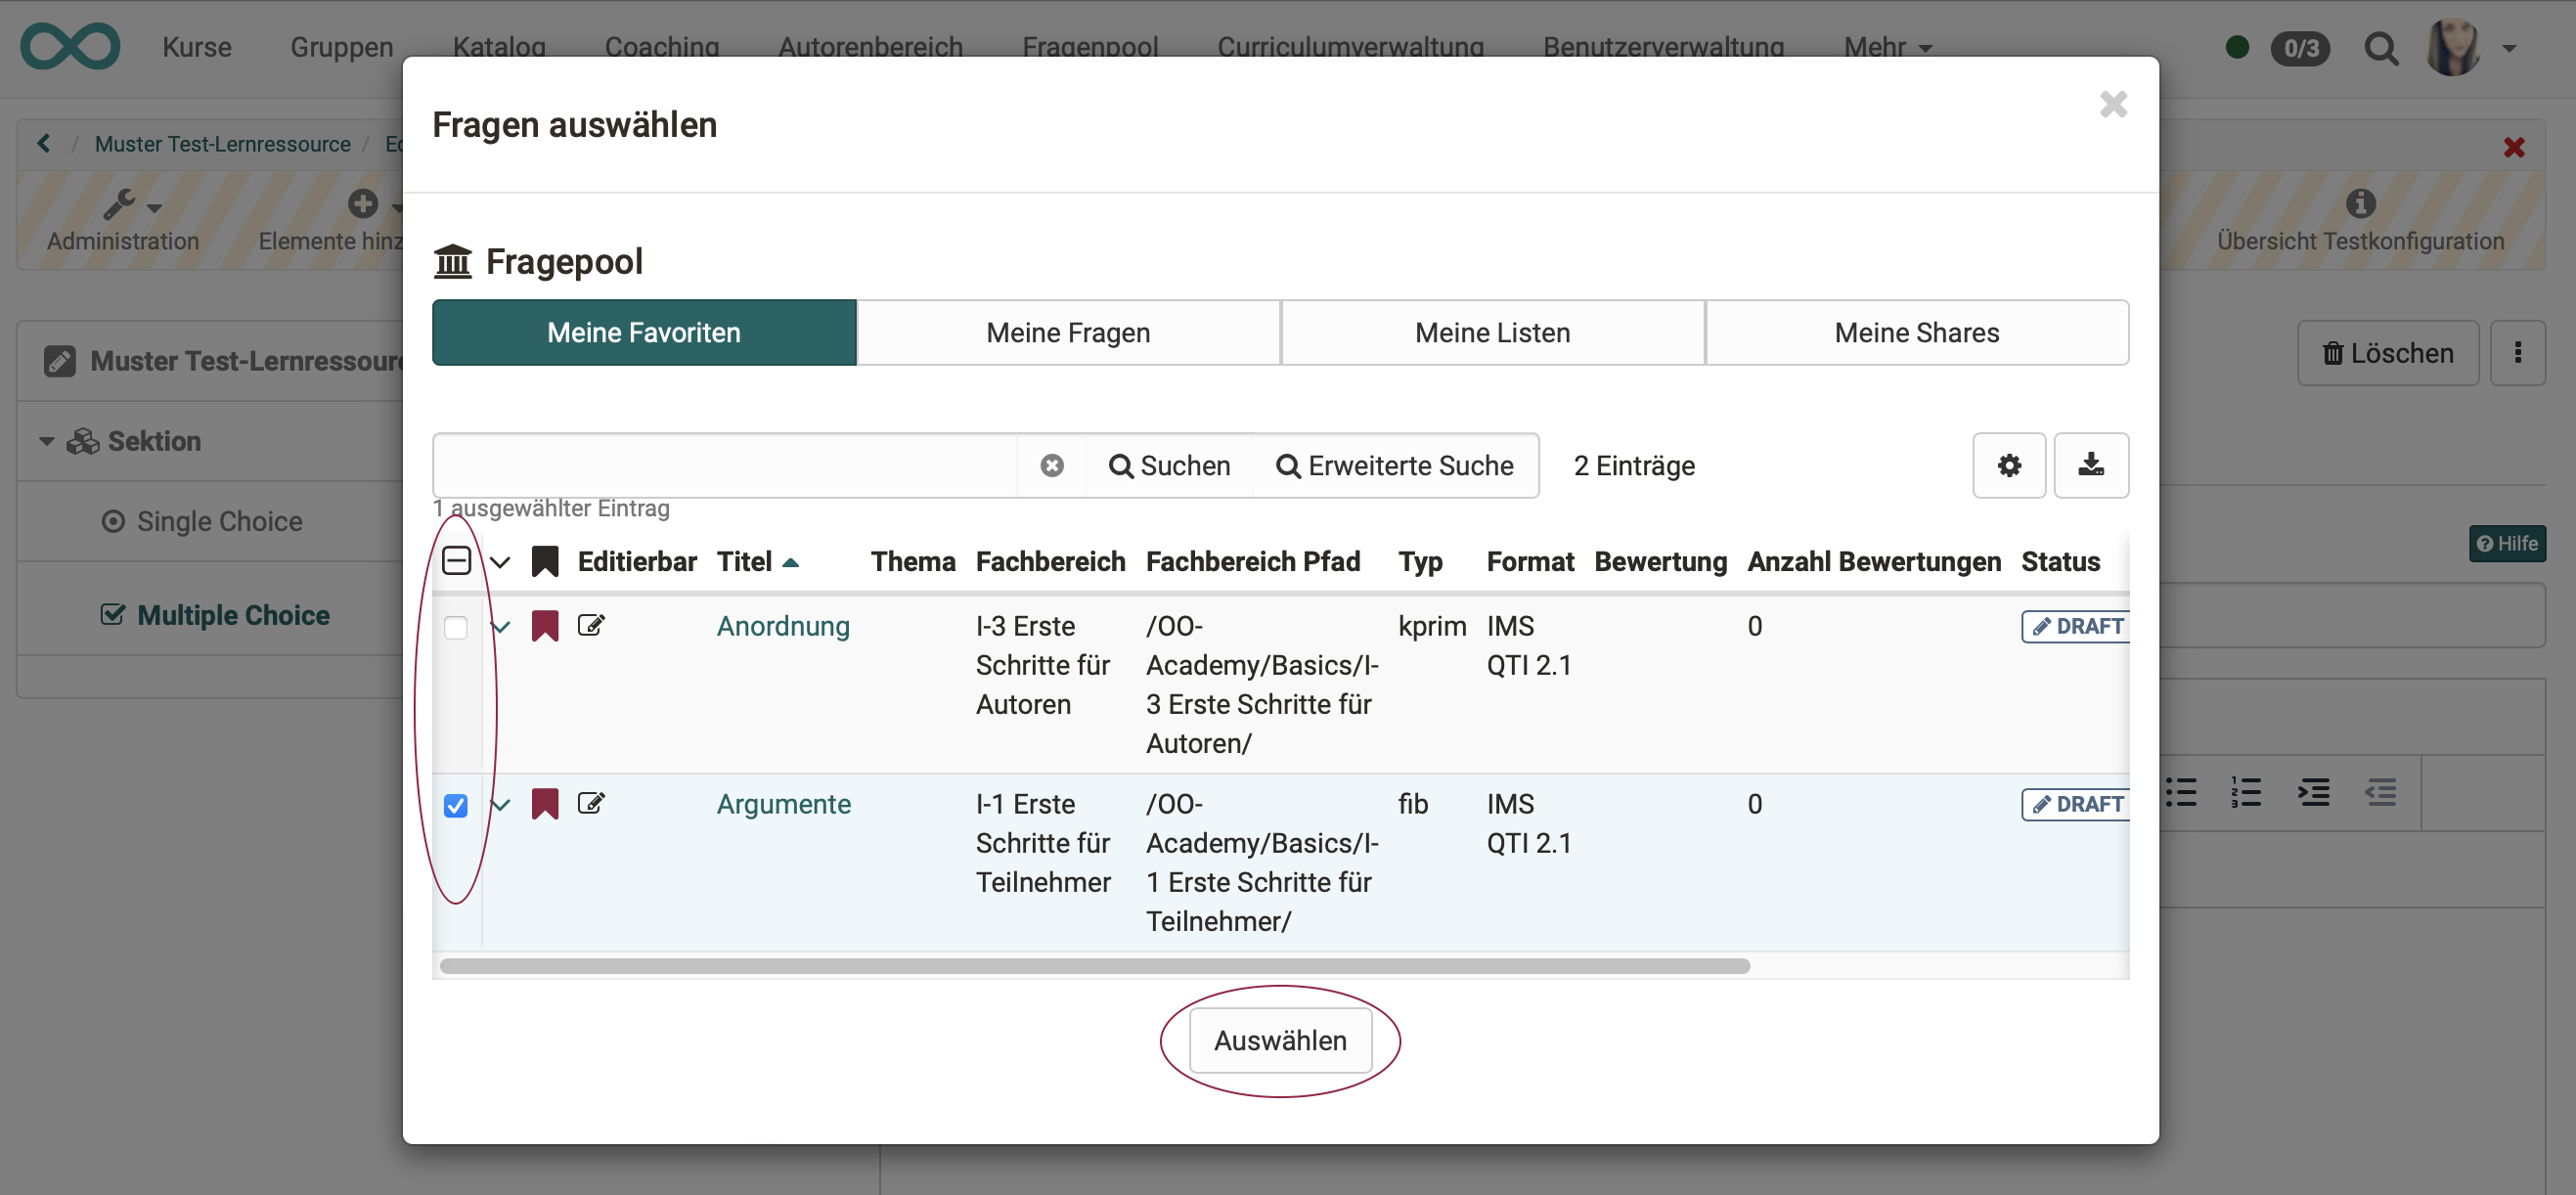 Kurse Gruppen Katalog Coaching Autorenbereich Fragenpool Curriculumverwaltung Benutzerverwaltung Mehr 0/3
Fragen auswählen
/ Muster Test-Lernressource /
Administration Elemente Übersicht Testkonfiguration
Fragepool
Meine Favoriten Meine Fragen Meine Listen Meine Shares
Muster Test-Lernressourc
Löschen
Sektion
Suchen Erweiterte Suche 2 Einträge
1 ausgewählter Eintrag
Single Choice
Hilfe
Editierbar Titel Thema Fachbereich Fachbereich Pfad Typ Format Bewertung Anzahl Bewertungen Status
Multiple Choice
Anordnung I-3 Erste /OO- kprim IMS 0 DRAFT
Schritte für Academy/Basics/I- QTI 2.1
Autoren 3 Erste Schritte für
Autoren/
Argumente I-1 Erste /OO- fib IMS 0 DRAFT
Schritte für Academy/Basics/I- QTI 2.1
Teilnehmer 1 Erste Schritte für
Teilnehmer/
Auswählen